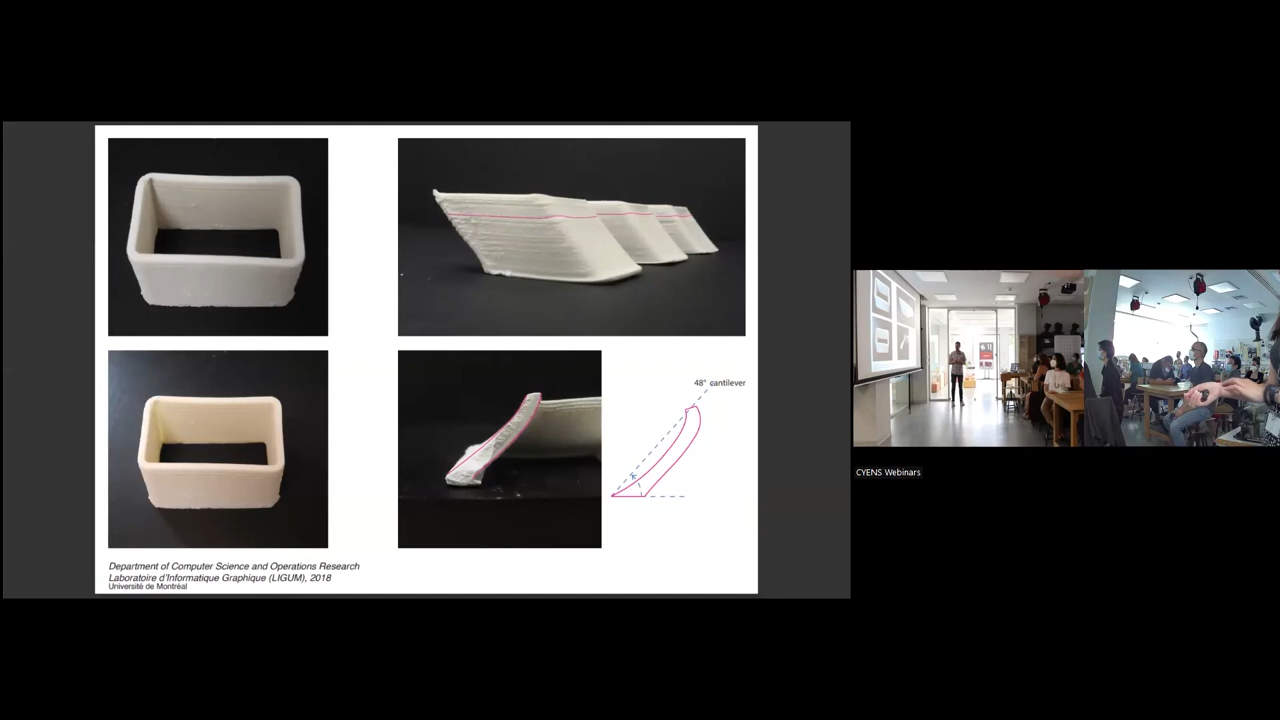 48° cantilever
Department of Computer Science and Operations Research
Laboratoire d'Informatique Graphique (LIGUM), 2018
Université de Montréal
CYENS Webinars